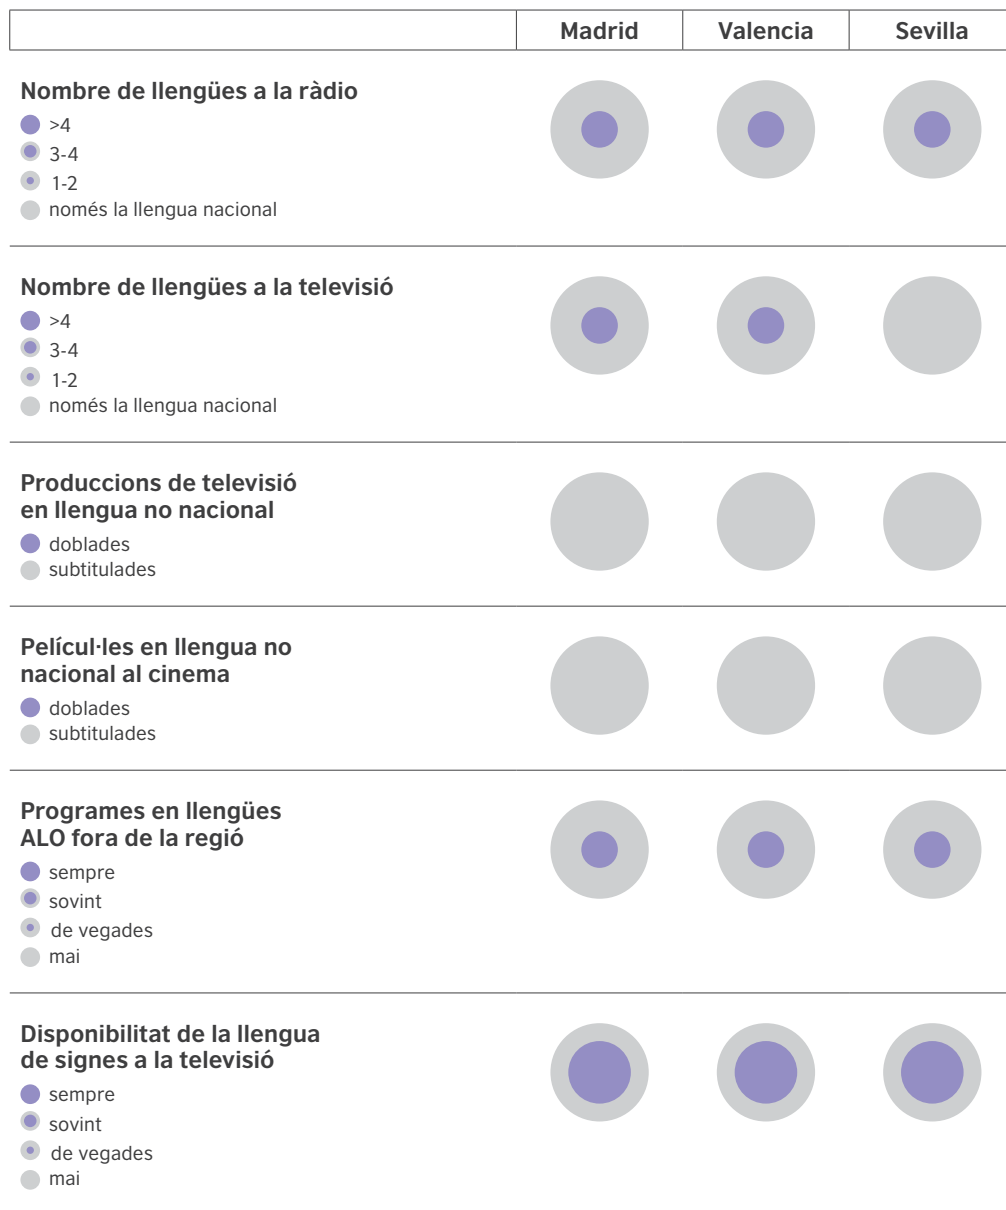 Madrid Valencia Sevilla
Nombre de llengües a la ràdio
>4
3-4
1-2
només la llengua nacional
Nombre de llengües a la televisió
>4
3-4
1-2
només la llengua nacional
Produccions de televisió
en llengua no nacional
doblades
subtitulades
Pel·lícul·les en llengua no
nacional al cinema
doblades
subtitulades
Programes en llengües
ALO fora de la regió
sempre
sovint
de vegades
mai
Disponibilitat de la llengua
de signes a la televisió
sempre
sovint
de vegades
mai